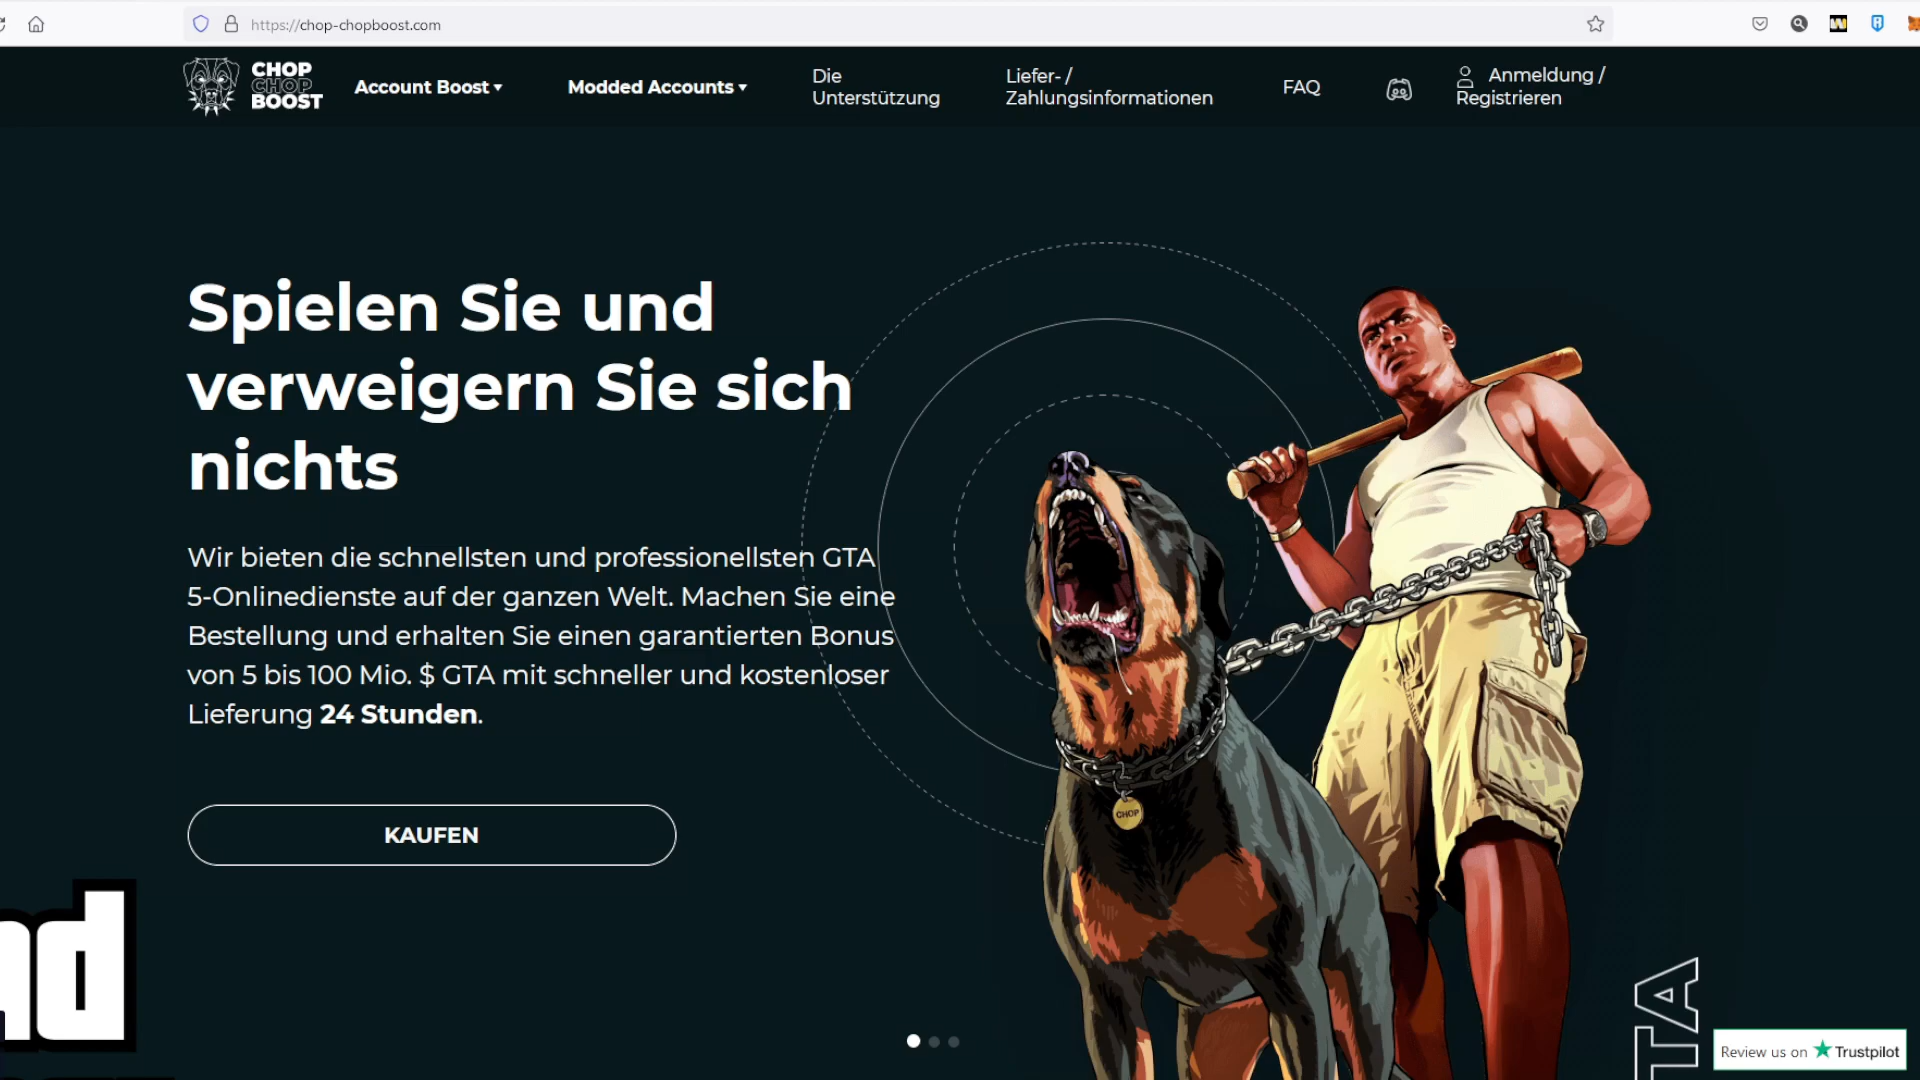 https://chop-chopboost.com
CHOP
CHOP
BOOST
Account Boost
Modded Accounts
Die
Unterstützung
Liefer- /
Zahlungsinformationen
FAQ
Anmeldung /
Registrieren
Spielen Sie und
verweigern Sie sich
nichts
Wir bieten die schnellsten und professionellsten GTA
5-Onlinedienste auf der ganzen Welt. Machen Sie eine
Bestellung und erhalten Sie einen garantierten Bonus
von 5 bis 100 Mio. $ GTA mit schneller und kostenloser
Lieferung 24 Stunden.
KAUFEN
CHOP
TA
Review us on Trustpilot